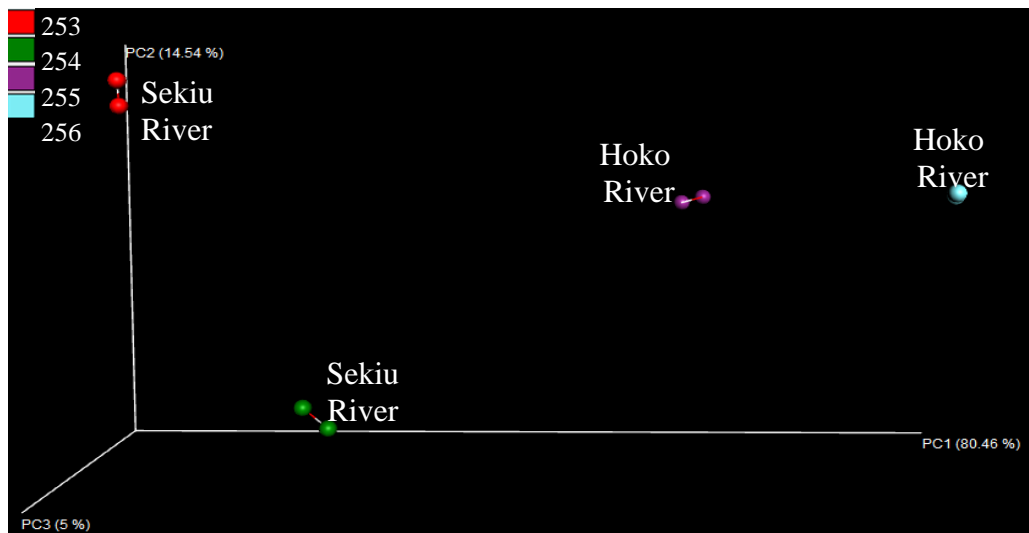 253
254
255
256
PC2 (14.54 %)
Sekiu
River
Hoko
River
Hoko
River
Sekiu
River
PC1 (80.46 %)
PC3 (5 %)